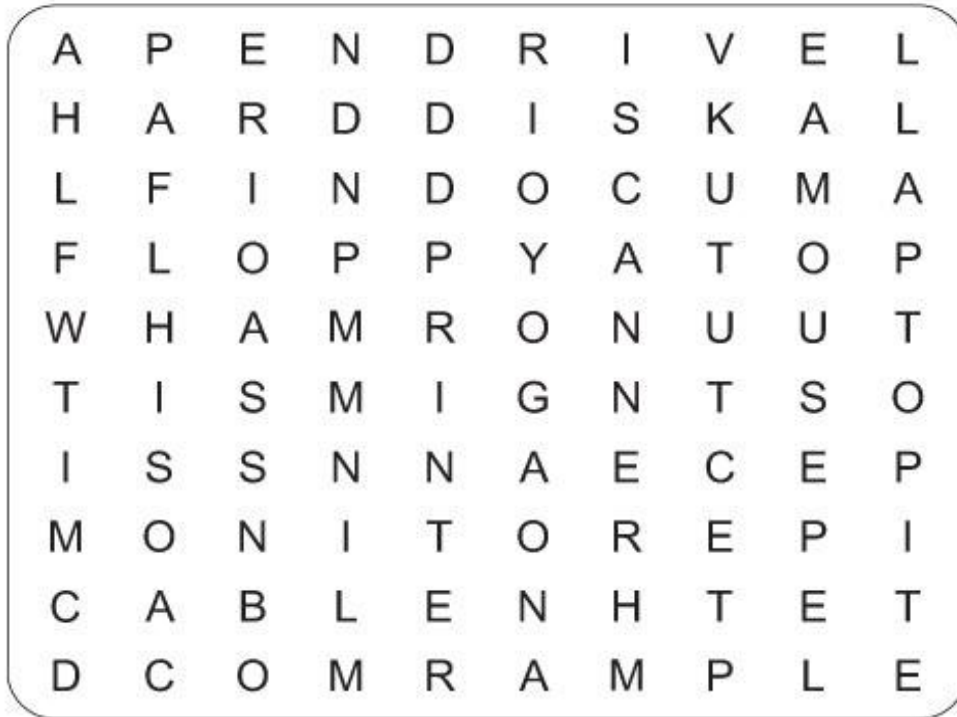 A P E N D R I V E L
H A R D D I S K A L
L F I N D O C U M A
F L O P P Y A T O P
W H A M R O N U U T
T I S M I G N T S O
I S S N N A E C E P
M O N I T O R E P I
C A B L E N H T E T
D C O M R A M P L E